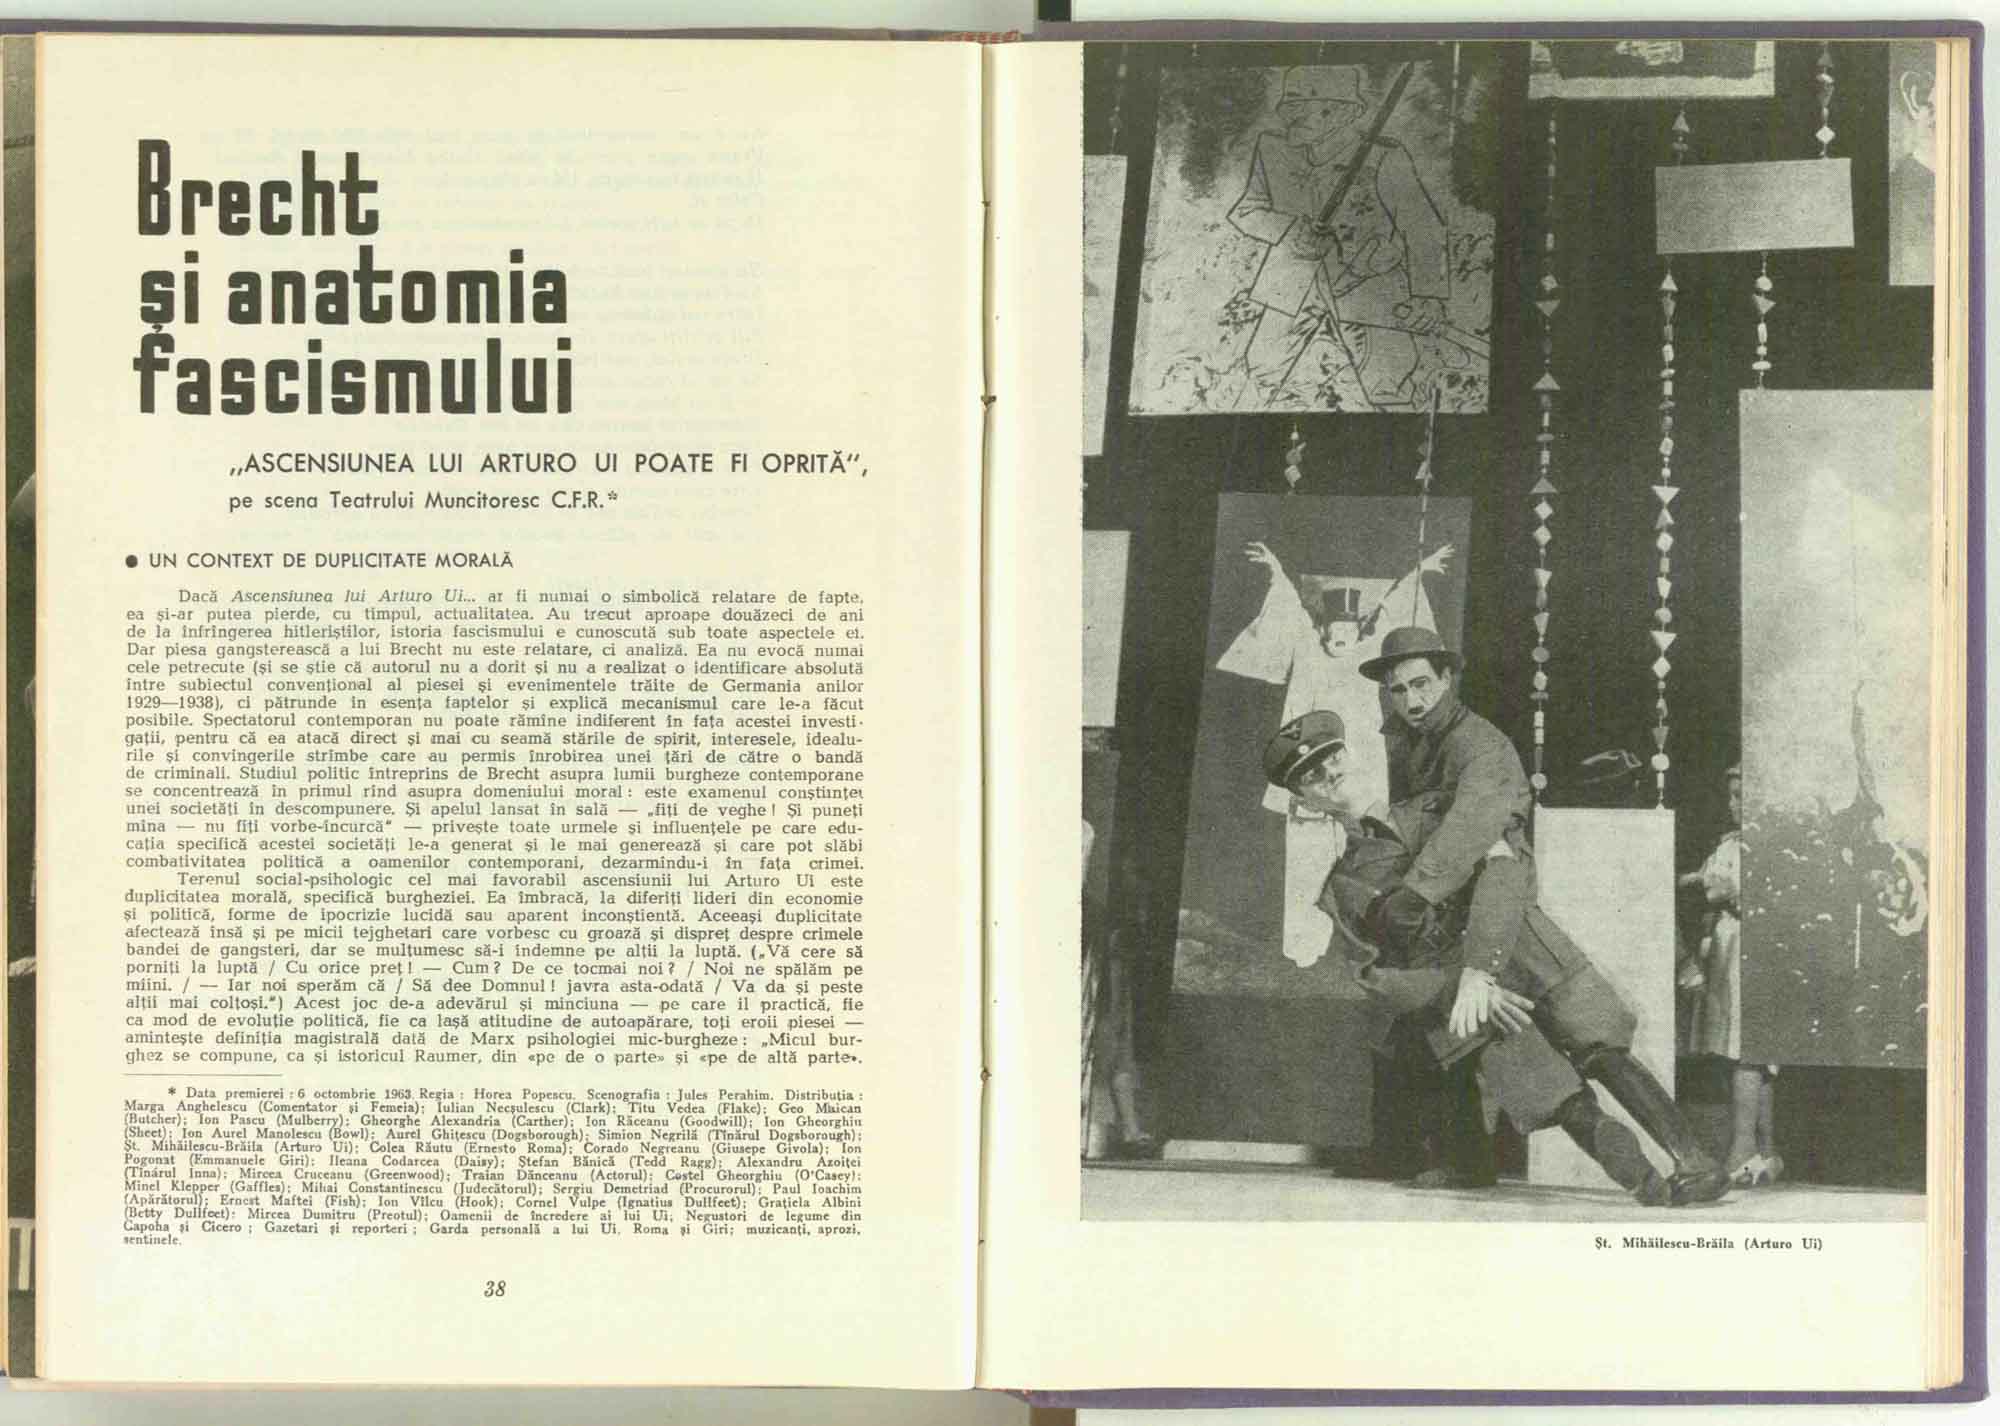 Brecht
și anatomia
fascismului
„ASCENSIUNEA LUI ARTURO UI POATE FI OPRITĂ“,
pe scena Teatrului Muncitoresc C.F.R.*
● UN CONTEXT DE DUPLICITATE MORALĂ
Dacă Ascensiunea lui Arturo Ui... ar fi numai o simbolică relatare de fapte,
ea și-ar putea pierde, cu timpul, actualitatea. Au trecut aproape douăzeci de ani
de la înfrîngerea hitleriștilor, istoria fascismului e cunoscută sub toate aspectele ei.
Dar piesa gangsterească a lui Brecht nu este relatare, ci analiză. Ea nu evocă numai
cele petrecute (și se știe că autorul nu a dorit și nu a realizat o identificare absolută
între subiectul convențional al piesei și evenimentele trăite de Germania anilor
1929—1938), ci pătrunde în esența faptelor și explică mecanismul care le-a făcut
posibile. Spectatorul contemporan nu poate rămîne indiferent în fața acestei investi-
gații, pentru că ea atacă direct și mai cu seamă stările de spirit, interesele, idealu-
rile și convingerile strîmbe care au permis înrobirea unei țări de către o bandă
de criminali. Studiul politic întreprins de Brecht asupra lumii burgheze contemporane
se concentrează în primul rînd asupra domeniului moral : este examenul conștiinței
unei societăți în descompunere. Și apelul lansat în sală — „fiți de veghe ! Și puneți
mîna — nu fiți vorbe-încurcă“ — privește toate urmele și influențele pe care edu-
cația specifică acestei societăți le-a generat și le mai generează și care pot slăbi
combativitatea politică a oamenilor contemporani, dezarmîndu-i în fața crimei.
Terenul social-psihologic cel mai favorabil ascensiunii lui Arturo Ui este
duplicitatea morală, specifică burgheziei. Ea îmbracă, la diferiți lideri din economie
și politică, forme de ipocrizie lucidă sau aparent inconștientă. Aceeași duplicitate
afectează însă și pe micii tejghetari care vorbesc cu groază și dispreț despre crimele
bandei de gangsteri, dar se mulțumesc să-i îndemne pe alții la luptă. („Vă cere să
porniți la luptă / Cu orice preț ! — Cum ? De ce tocmai noi ? / Noi ne spălăm pe
mîini. / — Iar noi sperăm că / Să dee Domnul ! javra asta-odată / Va da și peste
alții mai colțoși.“) Acest joc de-a adevărul și minciuna — pe care îl practică, fie
ca mod de evoluție politică, fie ca lașă atitudine de autoapărare, toți eroii piesei —
amintește definiția magistrală dată de Marx psihologiei mic-burgheze : „Micul bur-
ghez se compune, ca și istoricul Raumer, din «pe de o parte» și «pe de altă parte».
* Data premierei : 6 octombrie 1963. Regia : Horea Popescu. Scenografia : Jules Perahim. Distribuția :
Marga Anghelescu (Comentator și Femeia); Iulian Necșulescu (Clark); Titu Vedea (Flake); Geo Maican
(Butcher); Ion Pascu (Mulberry); Gheorghe Alexandria (Carther); Ion Răceanu (Goodwill); Ion Gheorghiu
(Sheet); Ion Aurel Manolescu (Bowl); Aurel Ghițescu (Dogsborough); Simion Negrilă (Tînărul Dogsborough);
Șt. Mihăilescu-Brăila (Arturo Ui); Colea Răutu (Ernesto Roma); Corado Negreanu (Giusepe Givola); Ion
Pogonat (Emmanuele Giri); Ileana Codarcea (Daisy); Ștefan Bănică (Tedd Ragg); Alexandru Azoiței
(Tînărul Inna); Mircea Cruceanu (Greenwood); Traian Dănceanu (Actorul); Costel Gheorghiu (O'Casey);
Minel Klepper (Gaffles); Mihai Constantinescu (Judecătorul); Sergiu Demetriad (Procurorul); Paul Ioachim
(Apărătorul); Ernest Maftei (Fish); Ion Vîlcu (Hook); Cornel Vulpe (Ignatius Dullfeet); Grațiela Albini
(Betty Dullfeet); Mircea Dumitru (Preotul); Oamenii de încredere ai lui Ui; Negustori de legume din
Capoha și Cicero ; Gazetari și reporteri ; Garda personală a lui Ui, Roma și Giri; muzicanți, aprozi,
sentinele.
38
Șt. Mihăilescu-Brăila (Arturo Ui)